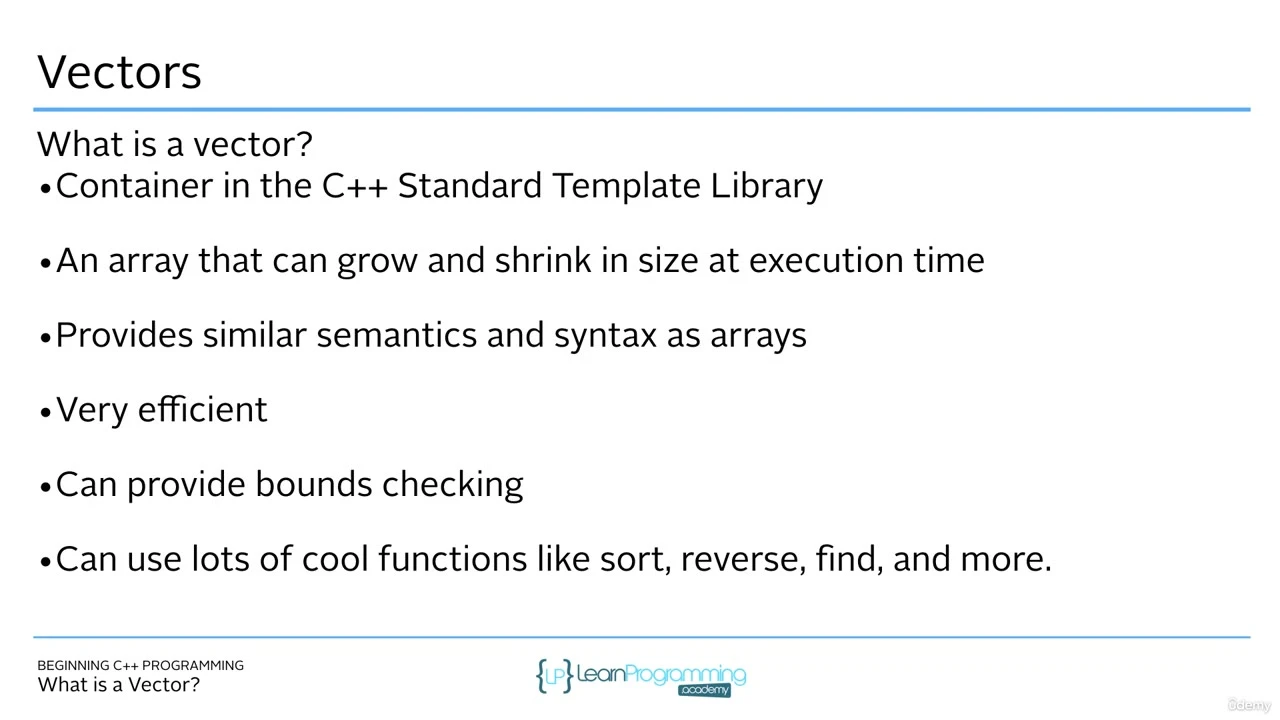 Vectors
What is a vector?
•Container in the C++ Standard Template Library
•An array that can grow and shrink in size at execution time
•Provides similar semantics and syntax as arrays
•Very efficient
•Can provide bounds checking
•Can use lots of cool functions like sort, reverse, find, and more.
BEGINNING C++ PROGRAMMING
What is a Vector?
{LP} LearnProgramming
.academy
ûdemy